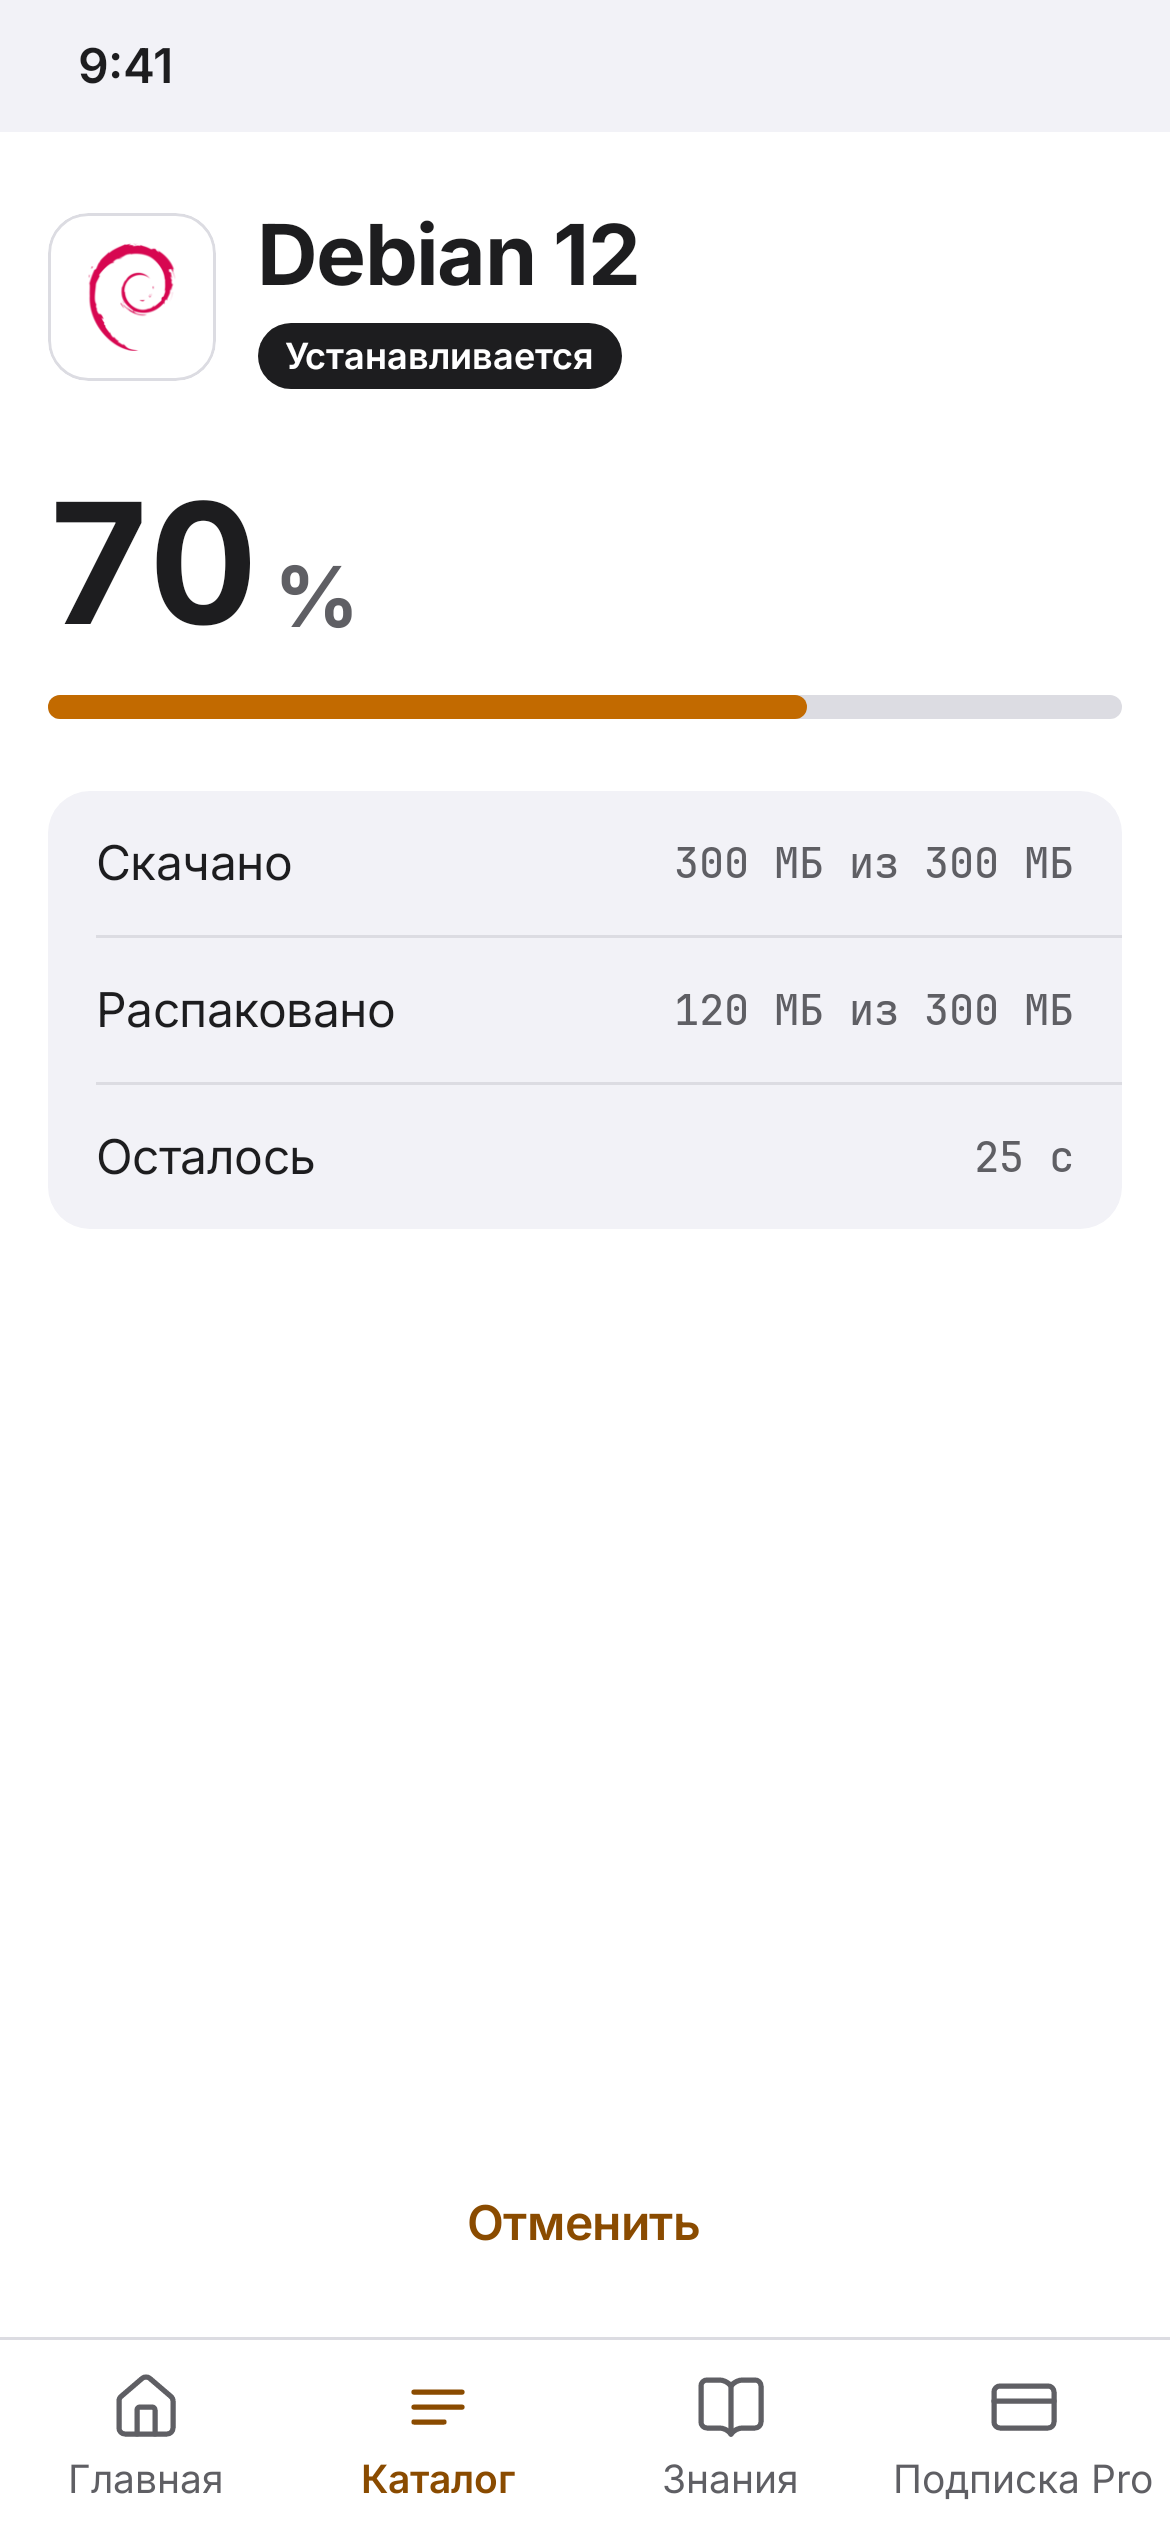 9:41
Debian 12
Устанавливается
70 %
Скачано 300 МБ из 300 МБ
Распаковано 120 МБ из 300 МБ
Осталось 25 с
Отменить
Главная Каталог Знания Подписка Pro